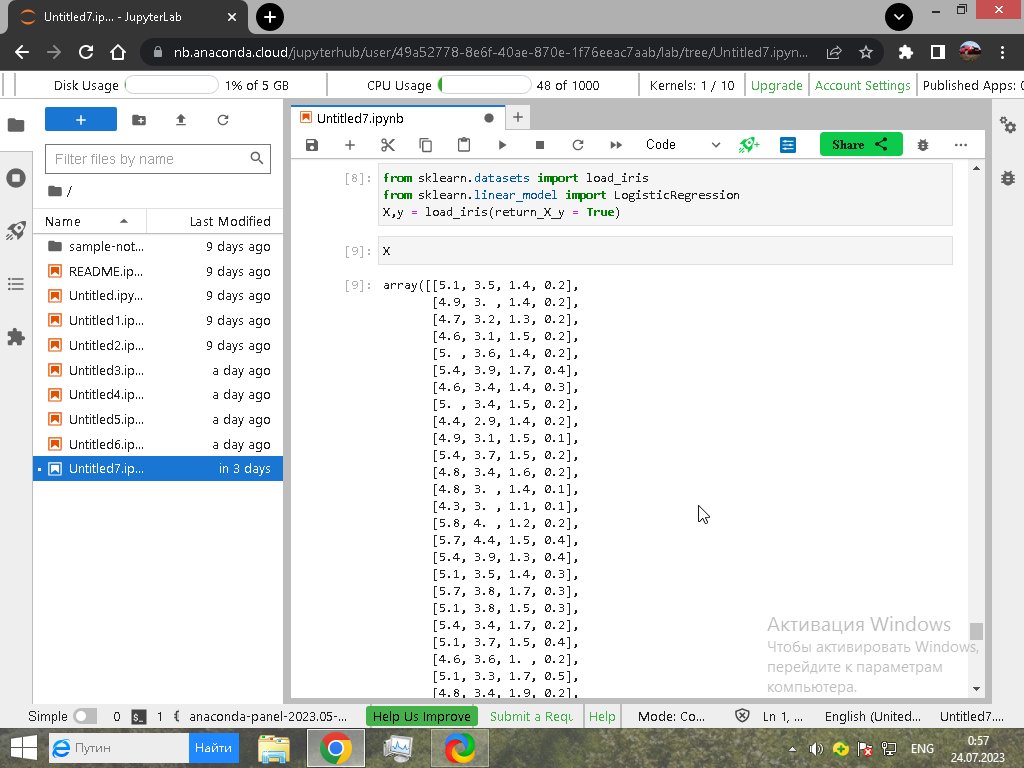 Untitled7.ip... - JupyterLab
nb.anaconda.cloud/jupyterhub/user/49a52778-8e6f-40ae-870e-1f76eeac7aab/lab/tree/Untitled7.ipyn...
Disk Usage 1% of 5 GB CPU Usage 48 of 1000 Kernels: 1 / 10 Upgrade Account Settings Published Apps: 0
Untitled7.ipynb
Code Share
Filter files by name
/
Name Last Modified
sample-not... 9 days ago
README.ip... 9 days ago
Untitled.ipy... 9 days ago
Untitled1.ip... 9 days ago
Untitled2.ip... 9 days ago
Untitled3.ip... a day ago
Untitled4.ip... a day ago
Untitled5.ip... a day ago
Untitled6.ip... a day ago
Untitled7.ip... in 3 days
[8]: from sklearn.datasets import load_iris
from sklearn.linear_model import LogisticRegression
X,y = load_iris(return_X_y = True)
[9]: X
[9]: array([[5.1, 3.5, 1.4, 0.2],
[4.9, 3. , 1.4, 0.2],
[4.7, 3.2, 1.3, 0.2],
[4.6, 3.1, 1.5, 0.2],
[5. , 3.6, 1.4, 0.2],
[5.4, 3.9, 1.7, 0.4],
[4.6, 3.4, 1.4, 0.3],
[5. , 3.4, 1.5, 0.2],
[4.4, 2.9, 1.4, 0.2],
[4.9, 3.1, 1.5, 0.1],
[5.4, 3.7, 1.5, 0.2],
[4.8, 3.4, 1.6, 0.2],
[4.8, 3. , 1.4, 0.1],
[4.3, 3. , 1.1, 0.1],
[5.8, 4. , 1.2, 0.2],
[5.7, 4.4, 1.5, 0.4],
[5.4, 3.9, 1.3, 0.4],
[5.1, 3.5, 1.4, 0.3],
[5.7, 3.8, 1.7, 0.3],
[5.1, 3.8, 1.5, 0.3],
[5.4, 3.4, 1.7, 0.2],
[5.1, 3.7, 1.5, 0.4],
[4.6, 3.6, 1. , 0.2],
[5.1, 3.3, 1.7, 0.5],
[4.8, 3.4, 1.9, 0.2],
Активация Windows
Чтобы активировать Windows,
перейдите к параметрам
компьютера.
Simple 0 $_ 1 anaconda-panel-2023.05-... Help Us Improve Submit a Requ Help Mode: Co... Ln 1, ... English (United... Untitled7....
Путин Найти ENG 0:57
24.07.2023